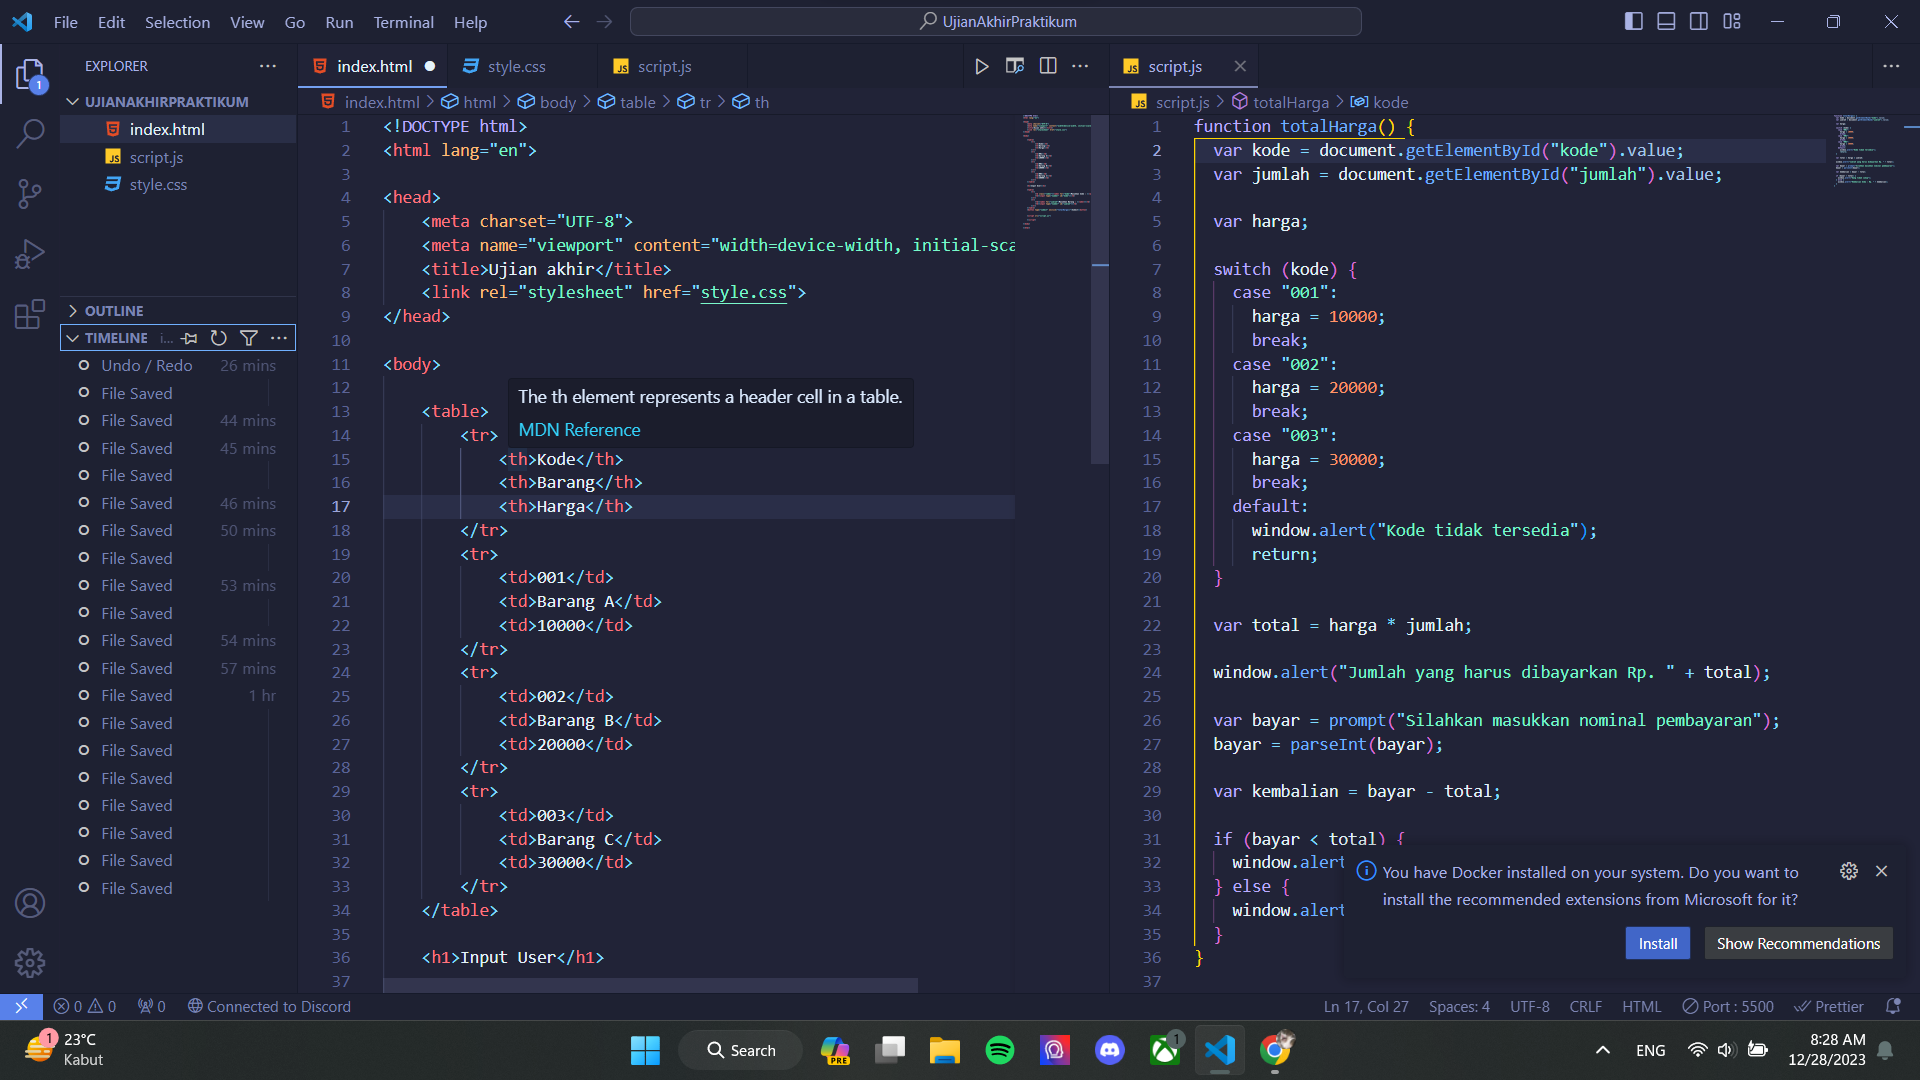 File Edit Selection View Go Run Terminal Help
UjianAkhirPraktikum
EXPLORER
1
UJIANAKHIRPRAKTIKUM
index.html
JS script.js
style.css
OUTLINE
TIMELINE i...
Undo / Redo 26 mins
File Saved
File Saved 44 mins
File Saved 45 mins
File Saved
File Saved 46 mins
File Saved 50 mins
File Saved
File Saved 53 mins
File Saved
File Saved 54 mins
File Saved 57 mins
File Saved 1 hr
File Saved
File Saved
File Saved
File Saved
File Saved
File Saved
File Saved
index.html
style.css
JS script.js
index.html > html > body > table > tr > th
1 <!DOCTYPE html>
2 <html lang="en">
3
4 <head>
5 <meta charset="UTF-8">
6 <meta name="viewport" content="width=device-width, initial-sca
7 <title>Ujian akhir</title>
8 <link rel="stylesheet" href="style.css">
9 </head>
10
11 <body>
12
The th element represents a header cell in a table.
MDN Reference
13 <table>
14 <tr>
15 <th>Kode</th>
16 <th>Barang</th>
17 <th>Harga</th>
18 </tr>
19 <tr>
20 <td>001</td>
21 <td>Barang A</td>
22 <td>10000</td>
23 </tr>
24 <tr>
25 <td>002</td>
26 <td>Barang B</td>
27 <td>20000</td>
28 </tr>
29 <tr>
30 <td>003</td>
31 <td>Barang C</td>
32 <td>30000</td>
33 </tr>
34 </table>
35
36 <h1>Input User</h1>
37
JS script.js
JS script.js > totalHarga > kode
1 function totalHarga() {
2 var kode = document.getElementById("kode").value;
3 var jumlah = document.getElementById("jumlah").value;
4
5 var harga;
6
7 switch (kode) {
8 case "001":
9 harga = 10000;
10 break;
11 case "002":
12 harga = 20000;
13 break;
14 case "003":
15 harga = 30000;
16 break;
17 default:
18 window.alert("Kode tidak tersedia");
19 return;
20 }
21
22 var total = harga * jumlah;
23
24 window.alert("Jumlah yang harus dibayarkan Rp. " + total);
25
26 var bayar = prompt("Silahkan masukkan nominal pembayaran");
27 bayar = parseInt(bayar);
28
29 var kembalian = bayar - total;
30
31 if (bayar < total) {
32 window.alert
33 } else {
34 window.alert
35 }
36 }
37
You have Docker installed on your system. Do you want to
install the recommended extensions from Microsoft for it?
Install Show Recommendations
0 0 0 Connected to Discord
Ln 17, Col 27 Spaces: 4 UTF-8 CRLF HTML Port : 5500 Prettier
1
23°C
Kabut
Search
PRE
1
ENG
8:28 AM
12/28/2023